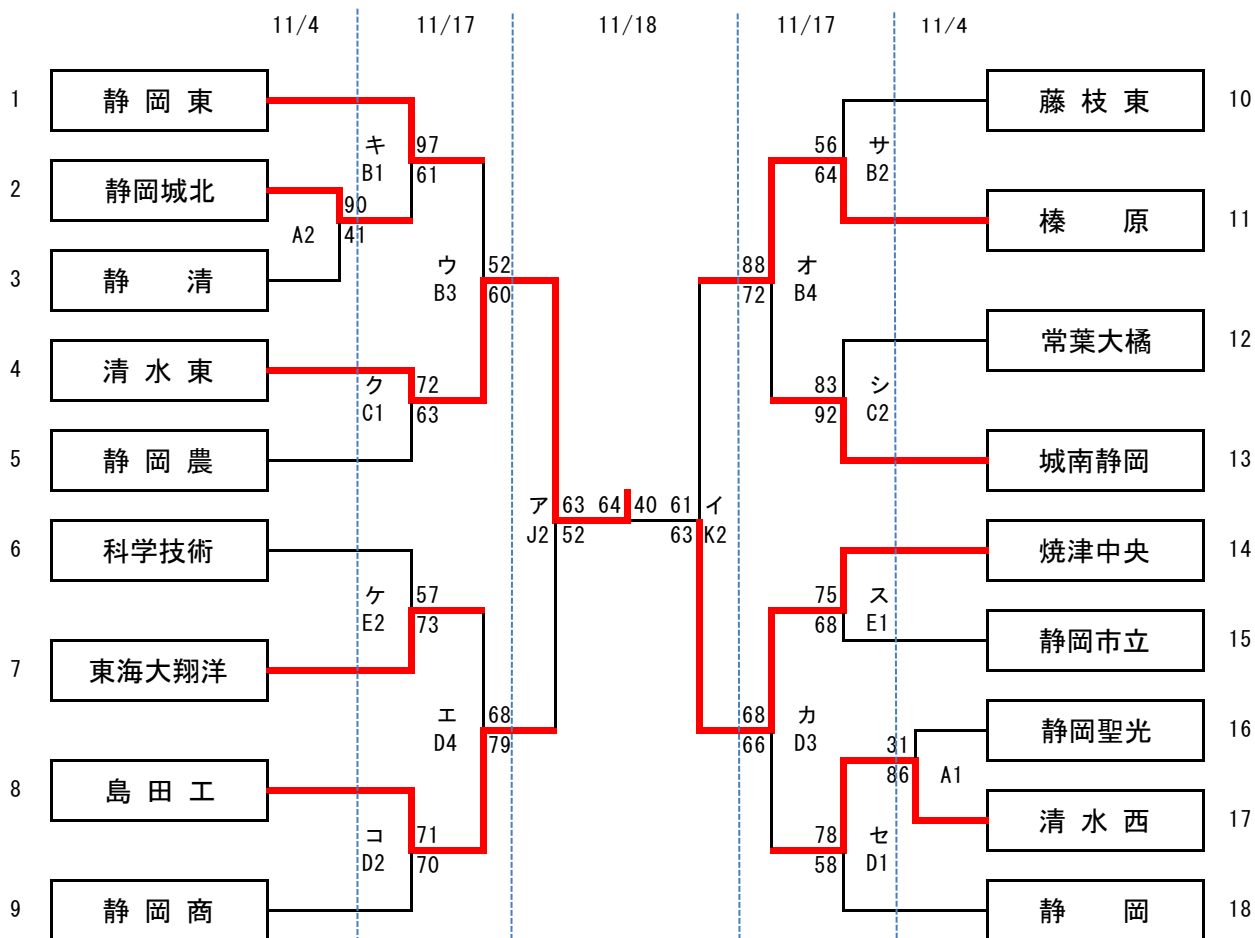 11/4 11/17 11/18 11/17 11/4
1 静岡東 藤枝東 10
キ 97 56 サ
B1 61 64 B2
2 静岡城北 榛原 11
90
A2 41
3 静清 ウ 52 88 オ
B3 60 72 B4
常葉大橘 12
4 清水東
ク 72 83 シ
C1 63 92 C2
5 静岡農 城南静岡 13
ア 63 64 40 61 イ
J2 52 63 K2
6 科学技術 焼津中央 14
ケ 57 75 ス
E2 73 68 E1
静岡市立 15
7 東海大翔洋
エ 68 68 カ 静岡聖光 16
D4 79 66 D3 31
86 A1
8 島田工 清水西 17
コ 71 78 セ
D2 70 58 D1
9 静岡商 静岡 18